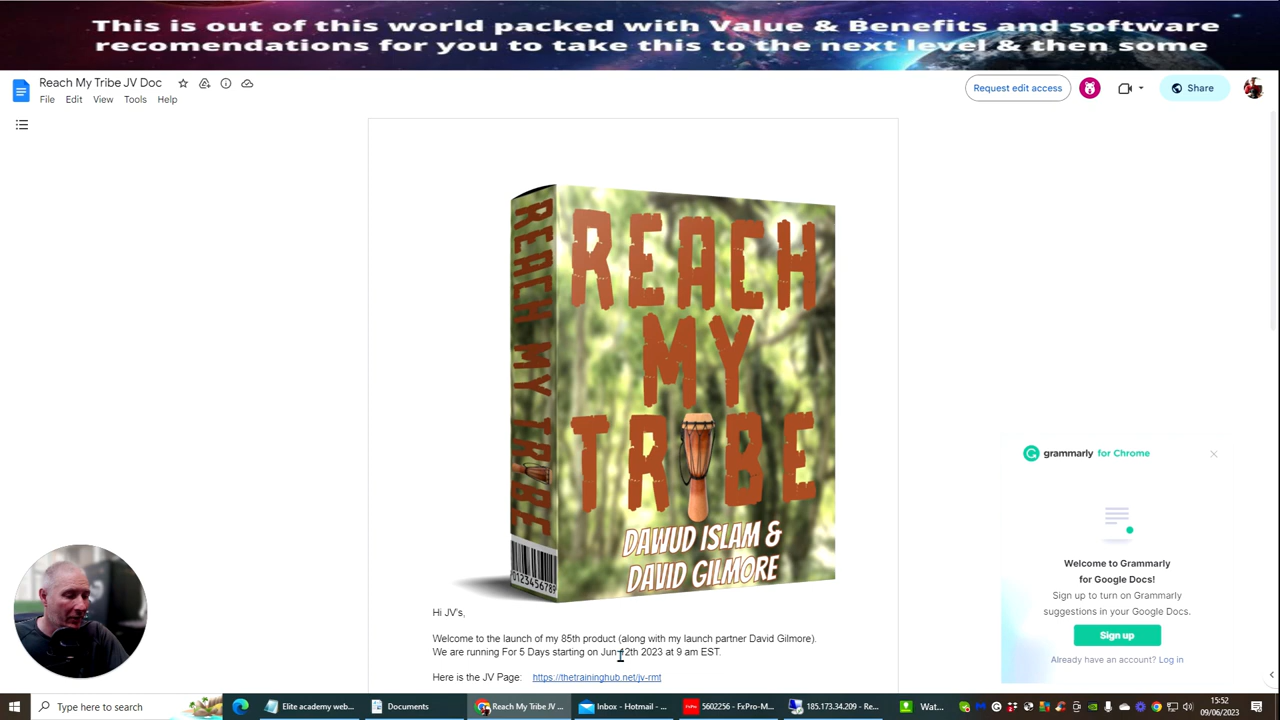 This is out of this world packed with Value & Benefits and software
recomendations for you to take this to the next level & then some
Reach My Tribe JV Doc
File Edit View Tools Help
Request edit access
Share
REACH MY TRIBE
REACH
MY
TRIBE
DAWUD ISLAM &
DAVID GILMORE
0123456789
Hi JV's,
Welcome to the launch of my 85th product (along with my launch partner David Gilmore).
We are running For 5 Days starting on Jun 12th 2023 at 9 am EST.
Here is the JV Page: https://thetraininghub.net/jv-rmt
grammarly for Chrome
Welcome to Grammarly
for Google Docs!
Sign up to turn on Grammarly
suggestions in your Google Docs.
Sign up
Already have an account? Log in
Type here to search
Elite academy web...
Documents
Reach My Tribe JV ...
Inbox - Hotmail - ...
FxPro
5602256 - FxPro-M...
185.173.34.209 - Re...
Wat...
15:52
09/06/2023